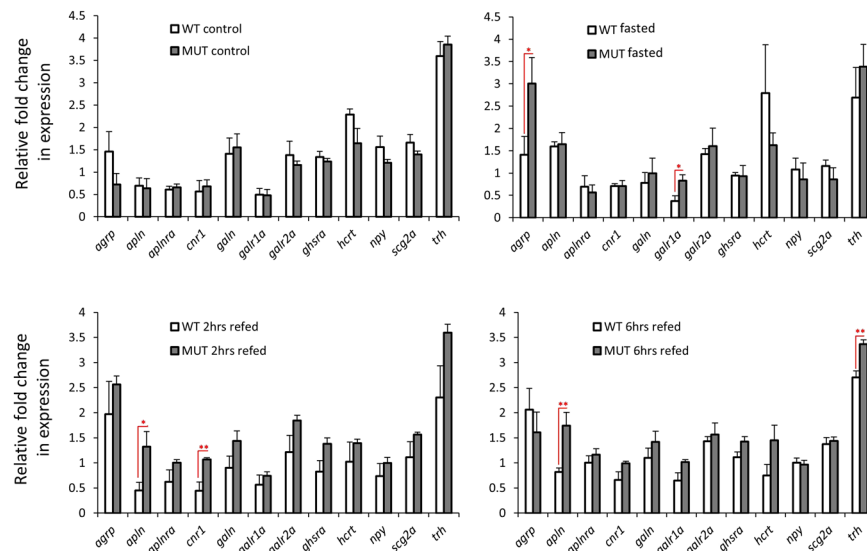 Relative fold change
in expression
4.5
4
3.5
3
2.5
2
1.5
1
0.5
0
WT control
MUT control
agrp
apln
aplnra
cnr1
galn
galr1a
galr2a
ghsra
hcrt
npy
scg2a
trh
4.5
4
3.5
3
2.5
2
1.5
1
0.5
0
WT fasted
MUT fasted
*
*
agrp
apln
aplnra
cnr1
galn
galr1a
galr2a
ghsra
hcrt
npy
scg2a
trh
Relative fold change
in expression
4
3.5
3
2.5
2
1.5
1
0.5
0
WT 2hrs refed
MUT 2hrs refed
*
**
agrp
apln
aplnra
cnr1
galn
galr1a
galr2a
ghsra
hcrt
npy
scg2a
trh
4
3.5
3
2.5
2
1.5
1
0.5
0
WT 6hrs refed
MUT 6hrs refed
**
**
agrp
apln
aplnra
cnr1
galn
galr1a
galr2a
ghsra
hcrt
npy
scg2a
trh